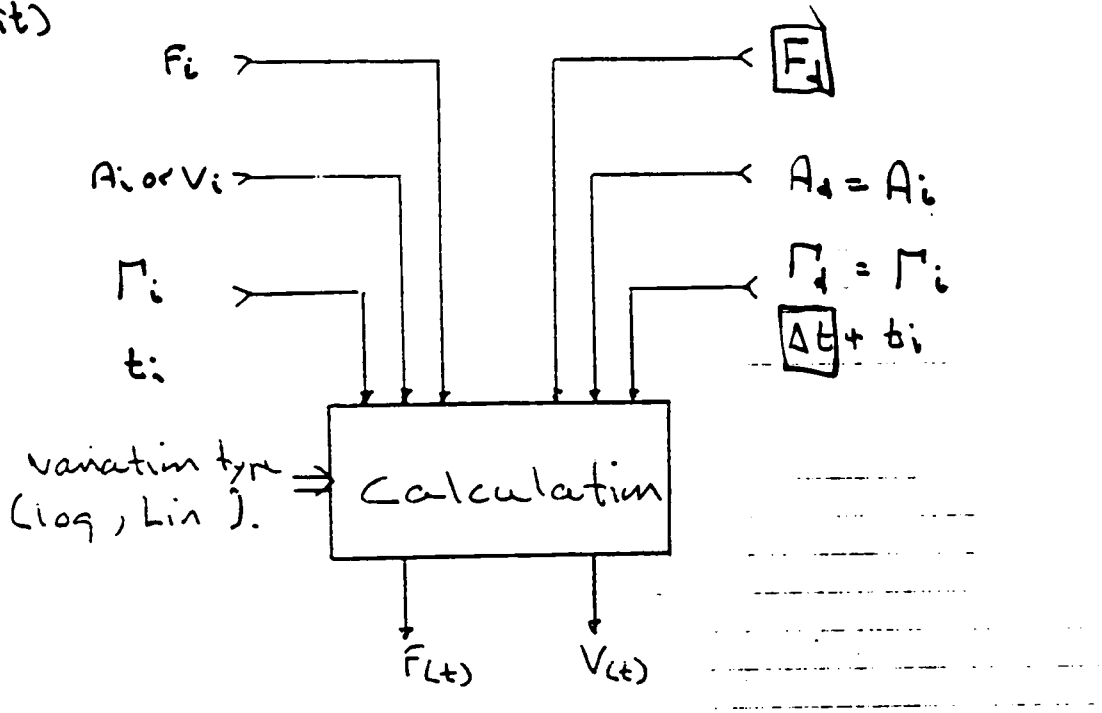 it)
Fi
Fd
Ai or Vi
Ad = Ai
Γi
Γd = Γi
ti
Δt + ti
variation type
(log, Lin).
Calculation
F(t)
V(t)